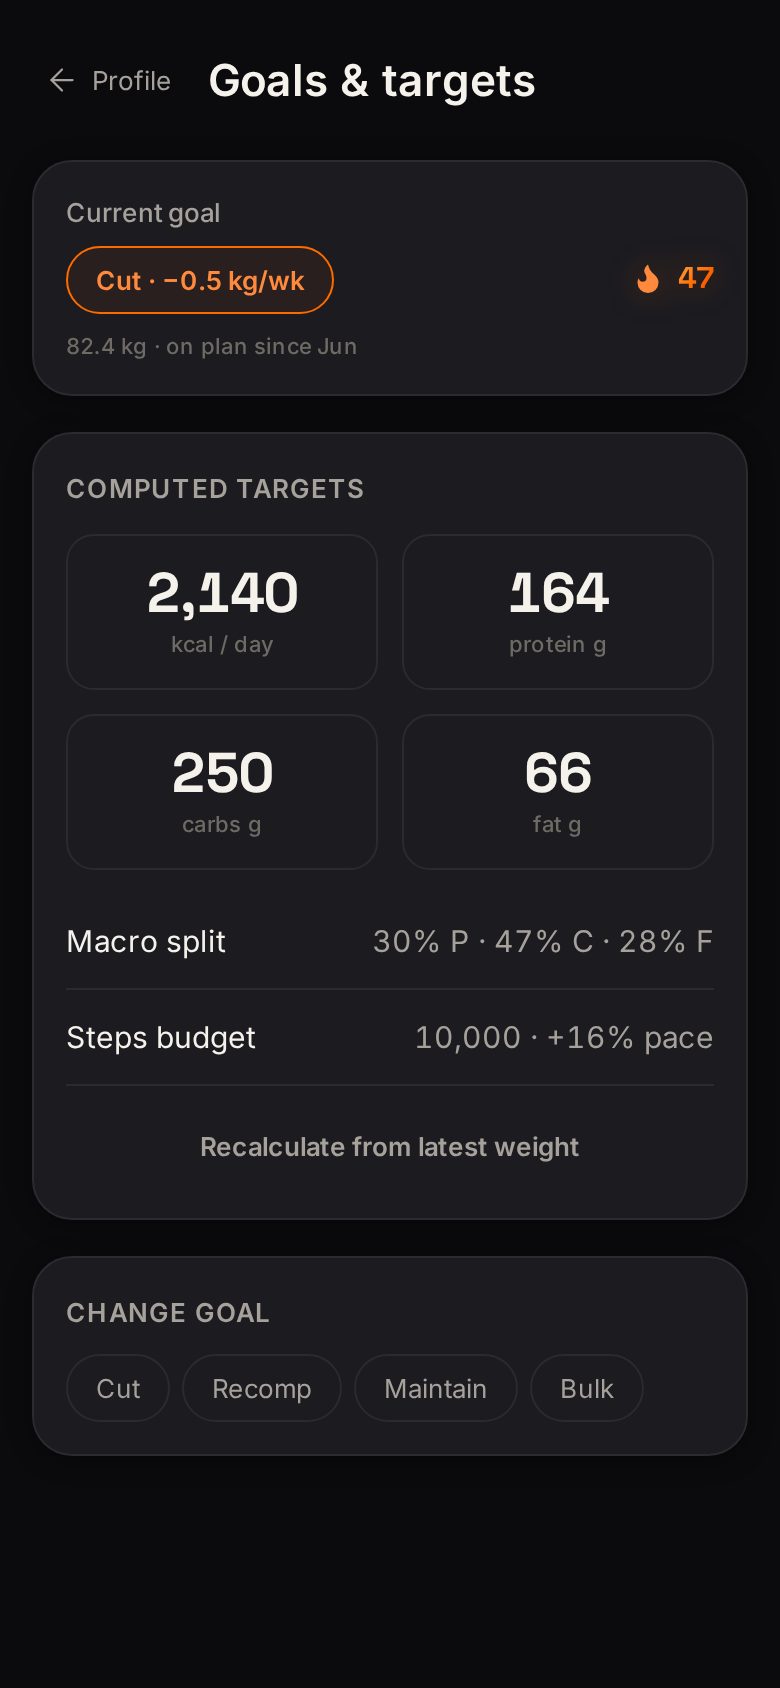 Profile
Goals & targets
Current goal
Cut · −0.5 kg/wk
47
82.4 kg · on plan since Jun
COMPUTED TARGETS
2,140
kcal / day
164
protein g
250
carbs g
66
fat g
Macro split
30% P · 47% C · 28% F
Steps budget
10,000 · +16% pace
Recalculate from latest weight
CHANGE GOAL
Cut
Recomp
Maintain
Bulk